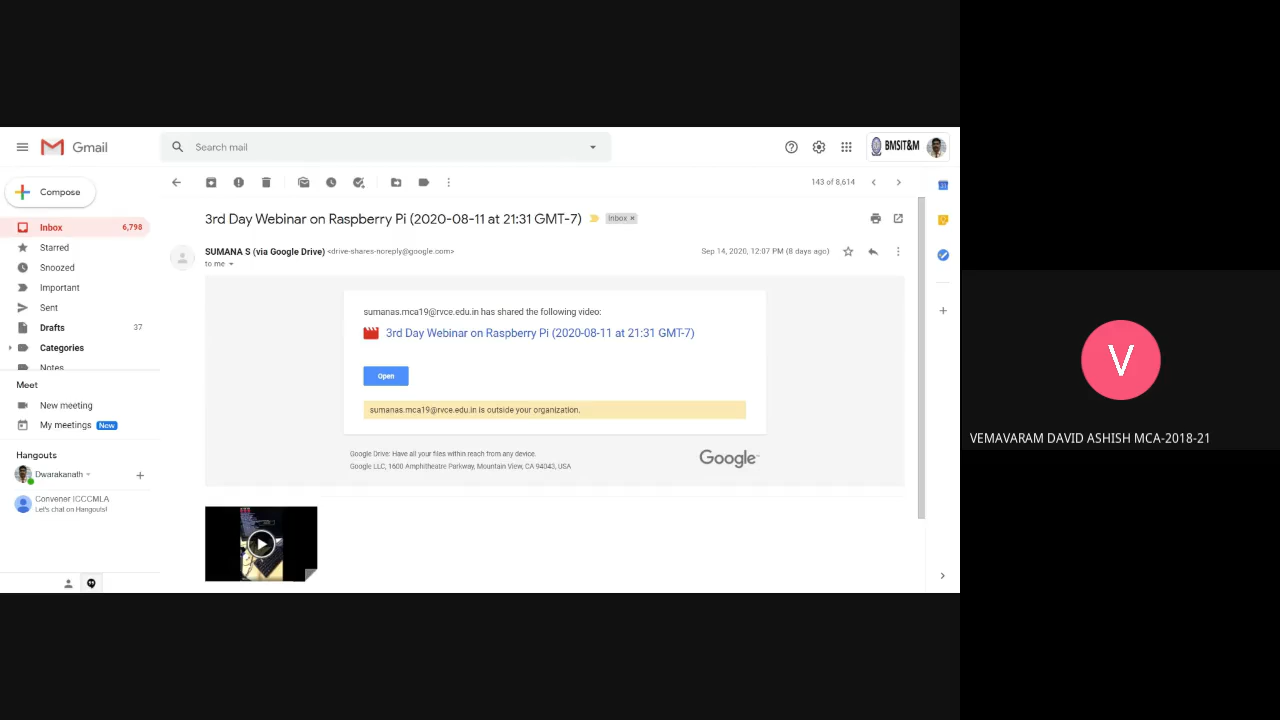 Gmail
Search mail
BMSIT&M
Compose
143 of 8,614
Inbox 6,798
Starred
Snoozed
Important
Sent
Drafts 37
Categories
Notes
Meet
New meeting
My meetings New
Hangouts
Dwarakanath
Convener ICCCMLA
Let's chat on Hangouts!
3rd Day Webinar on Raspberry Pi (2020-08-11 at 21:31 GMT-7) Inbox x
SUMANA S (via Google Drive) <drive-shares-noreply@google.com> Sep 14, 2020, 12:07 PM (8 days ago)
to me
sumanas.mca19@rvce.edu.in has shared the following video:
3rd Day Webinar on Raspberry Pi (2020-08-11 at 21:31 GMT-7)
Open
sumanas.mca19@rvce.edu.in is outside your organization.
Google Drive: Have all your files within reach from any device.
Google LLC, 1600 Amphitheatre Parkway, Mountain View, CA 94043, USA
Google
V
VEMAVARAM DAVID ASHISH MCA-2018-21